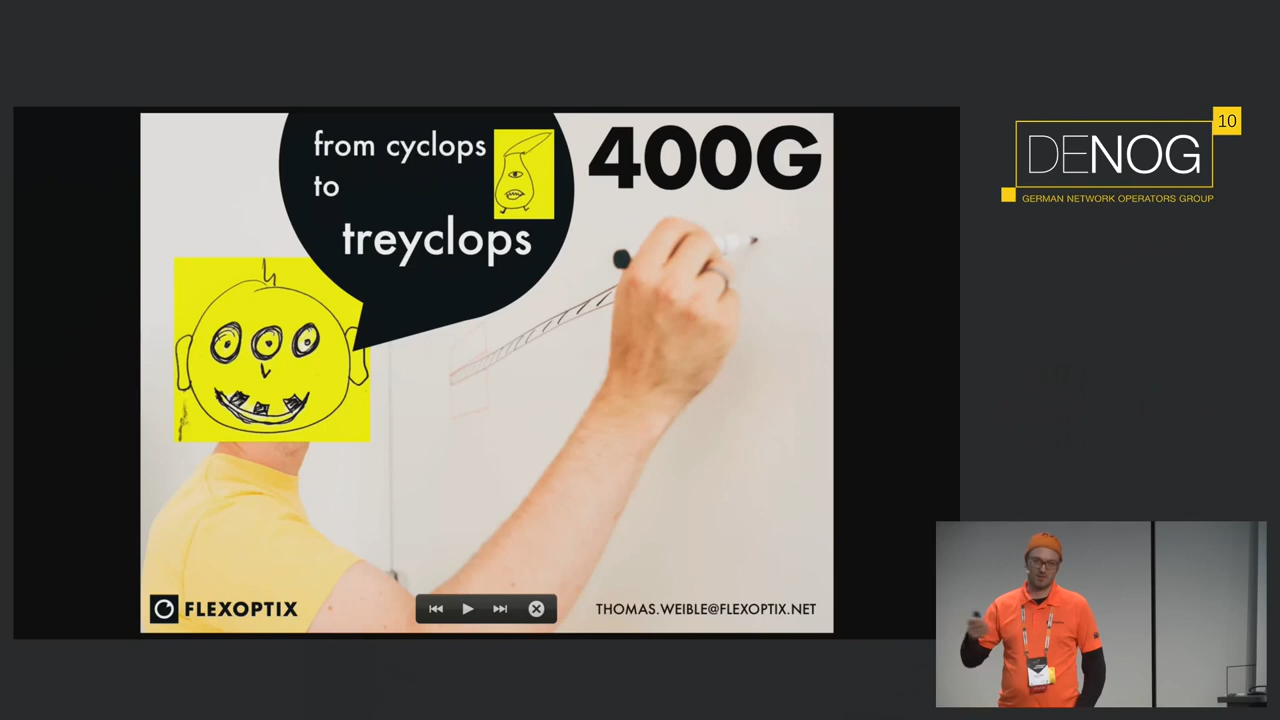 from cyclops
to
treyclops
400G
FLEXOPTIX
THOMAS.WEIBLE@FLEXOPTIX.NET
10
DENOG
GERMAN NETWORK OPERATORS GROUP